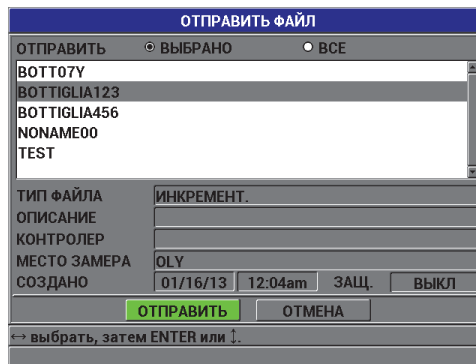 ОТПРАВИТЬ ФАЙЛ
ОТПРАВИТЬ ВЫБРАНО ВСЕ
BOTT07Y
BOTTIGLIA123
BOTTIGLIA456
NONAME00
TEST
ТИП ФАЙЛА ИНКРЕМЕНТ.
ОПИСАНИЕ
КОНТРОЛЕР
МЕСТО ЗАМЕРА OLY
СОЗДАНО 01/16/13 12:04am ЗАЩ. ВЫКЛ
ОТПРАВИТЬ ОТМЕНА
↔ выбрать, затем ENTER или ↕.